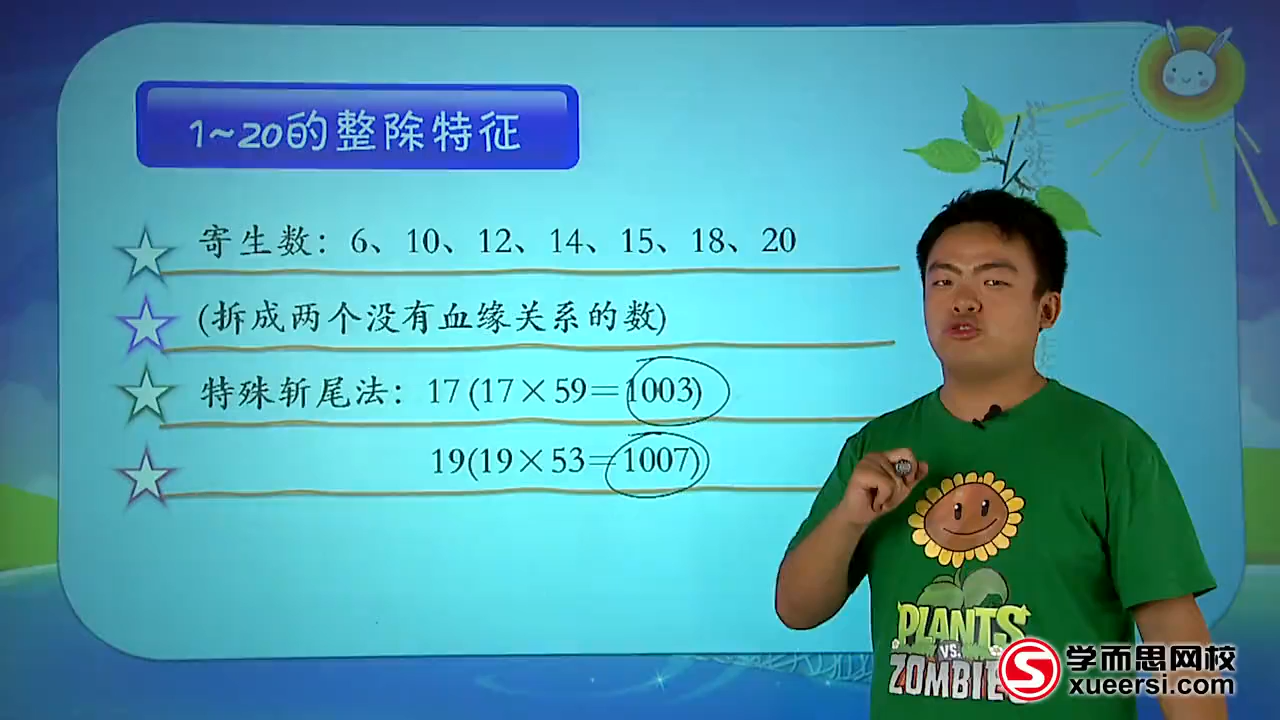 1~20的整除特征
寄生数：6、10、12、14、15、18、20
(拆成两个没有血缘关系的数)
特殊斩尾法：17(17×59=1003)
19(19×53=1007)
PLANTS
VS.
ZOMBIE
学而思网校
xueersi.com